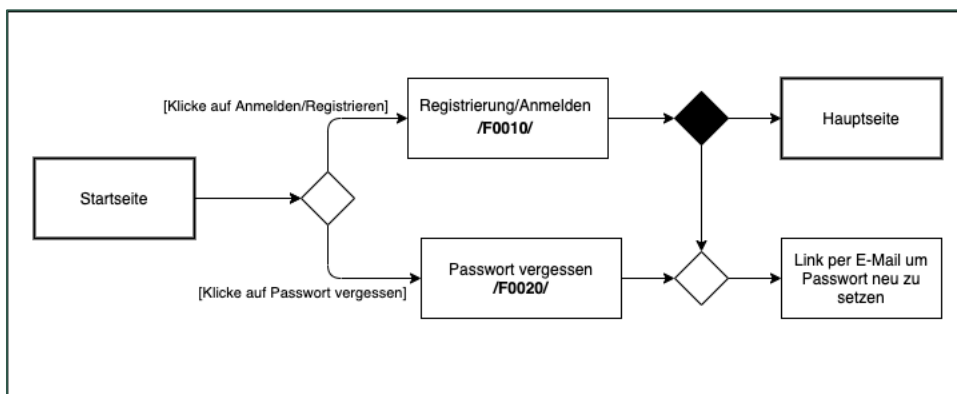 [Klicke auf Anmelden/Registrieren]
Registrierung/Anmelden
/F0010/
Hauptseite
Startseite
[Klicke auf Passwort vergessen]
Passwort vergessen
/F0020/
Link per E-Mail um
Passwort neu zu
setzen